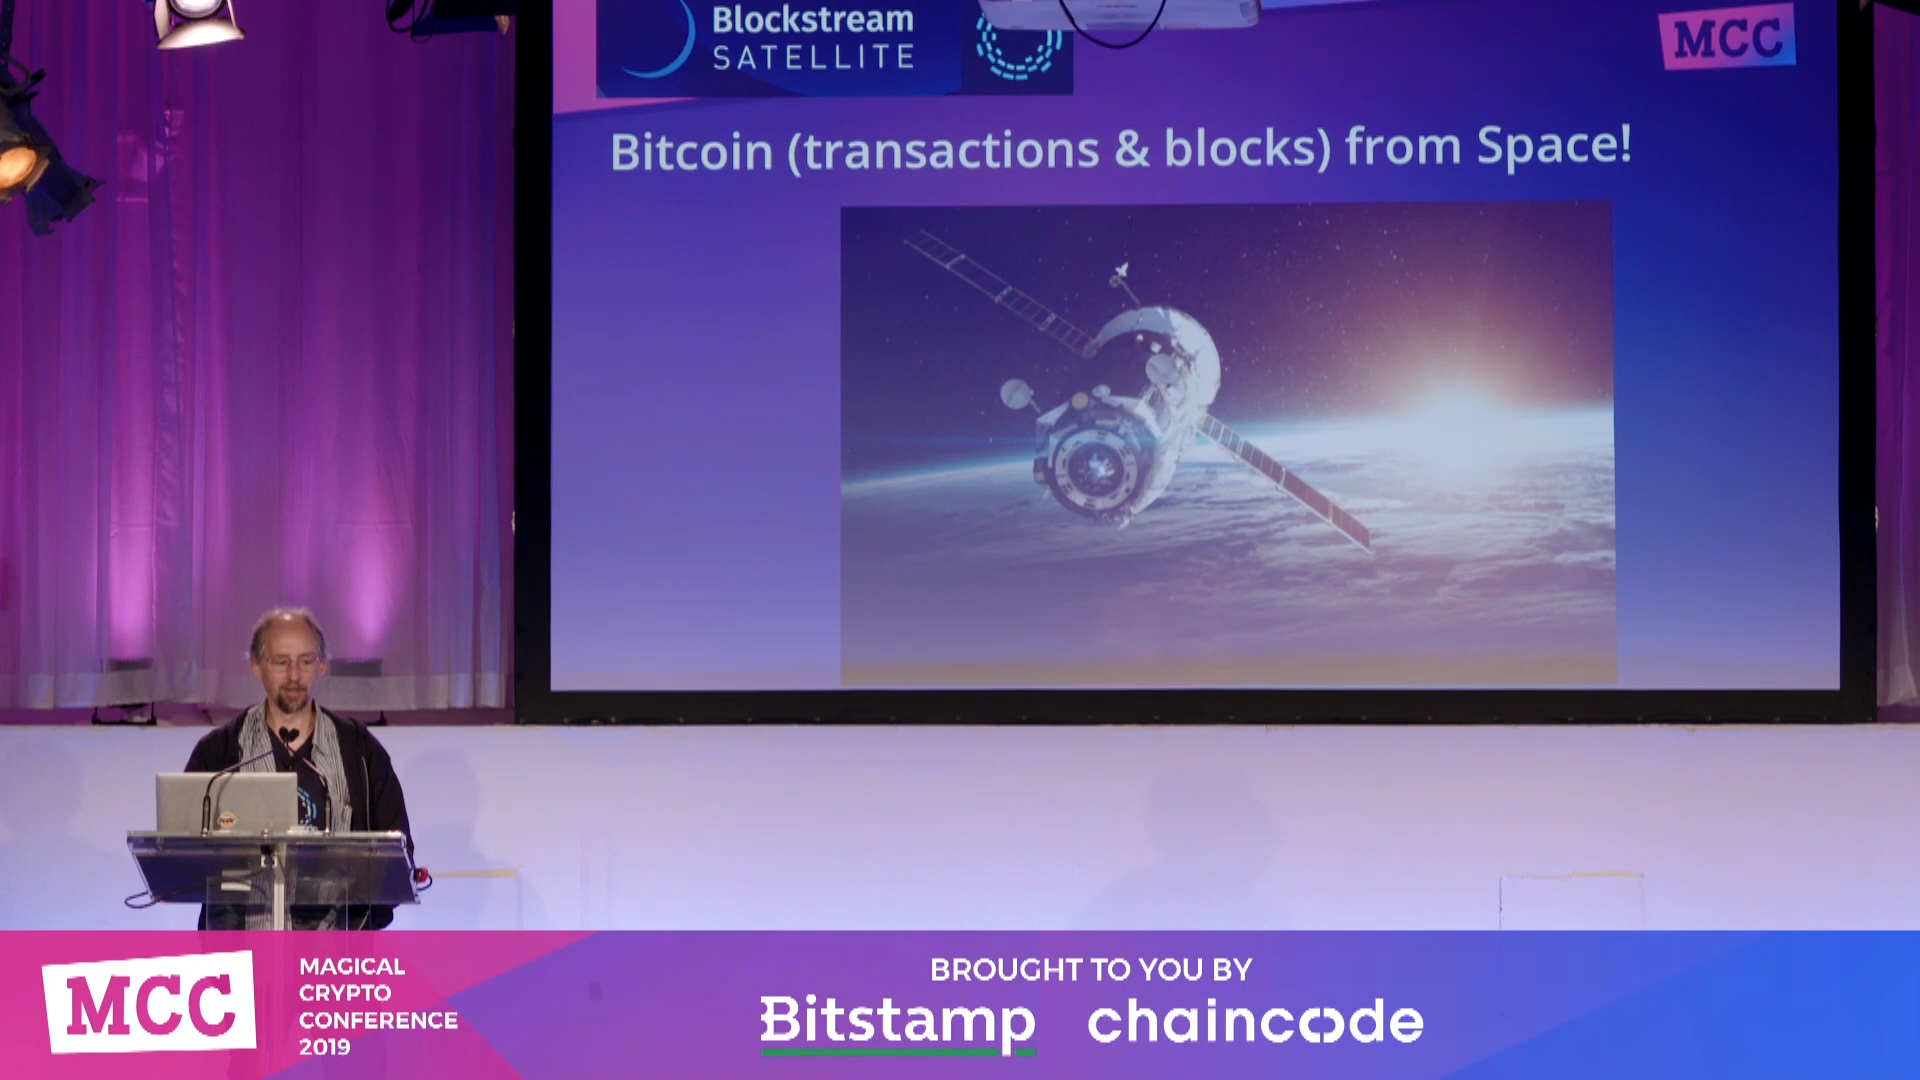 Blockstream
SATELLITE
MCC
Bitcoin (transactions & blocks) from Space!
MCC
MAGICAL
CRYPTO
CONFERENCE
2019
BROUGHT TO YOU BY
Bitstamp
chaincode